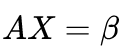 AX = β